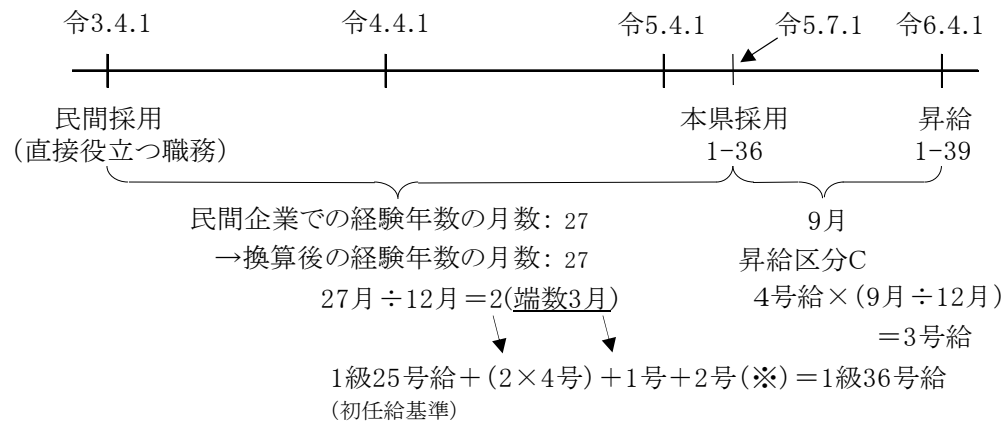 令3.4.1 令4.4.1 令5.4.1 令5.7.1 令6.4.1
民間採用 本県採用 昇給
(直接役立つ職務) 1-36 1-39
民間企業での経験年数の月数: 27 9月
→換算後の経験年数の月数: 27 昇給区分C
27月÷12月=2(端数3月) 4号給×(9月÷12月)
=3号給
1級25号給+(2×4号)+1号+2号(※)=1級36号給
(初任給基準)